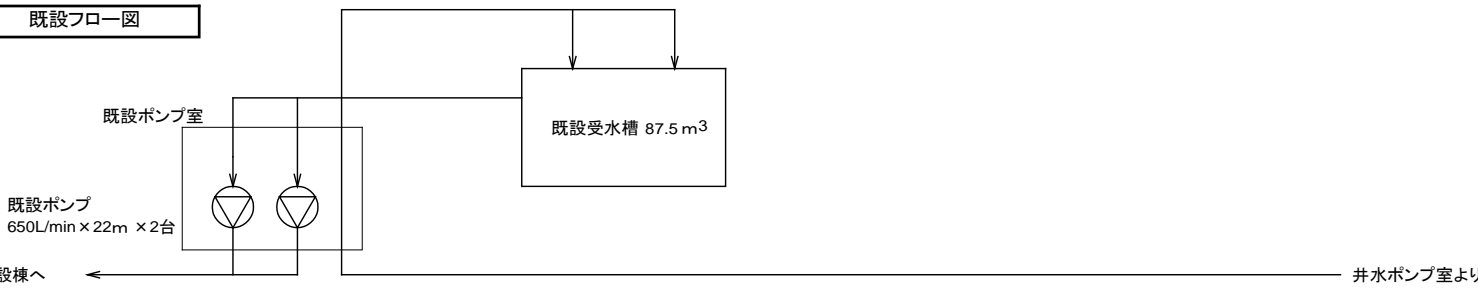 既設フロー図
既設ポンプ室
既設受水槽 87.5m3
既設ポンプ
650L/min×22m ×2台
設棟へ
井水ポンプ室より